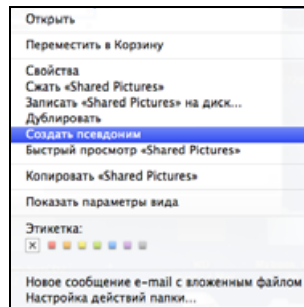 Открыть
Переместить в Корзину
Свойства
Сжать «Shared Pictures»
Записать «Shared Pictures» на диск...
Дублировать
Создать псевдоним
Быстрый просмотр «Shared Pictures»
Копировать «Shared Pictures»
Показать параметры вида
Этикетка:
Новое сообщение e-mail с вложенным файлом
Настройка действий папки...